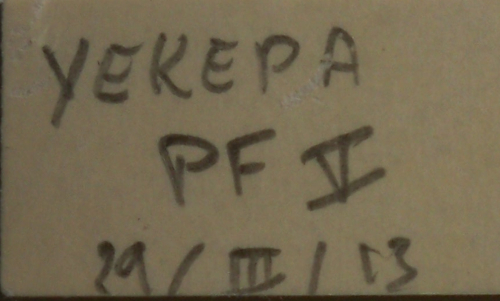 YEKEPA
PF V
29/III/13